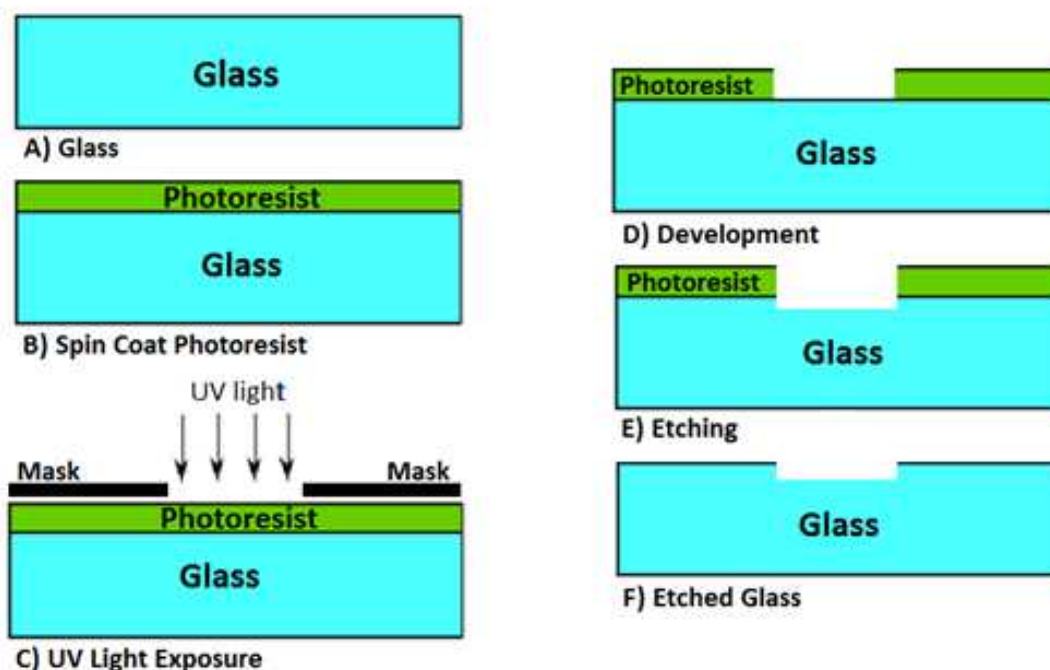 Glass
A) Glass
Photoresist
Glass
B) Spin Coat Photoresist
UV light
Mask
Mask
Photoresist
Glass
C) UV Light Exposure
Photoresist
Glass
D) Development
Photoresist
Glass
E) Etching
Glass
F) Etched Glass